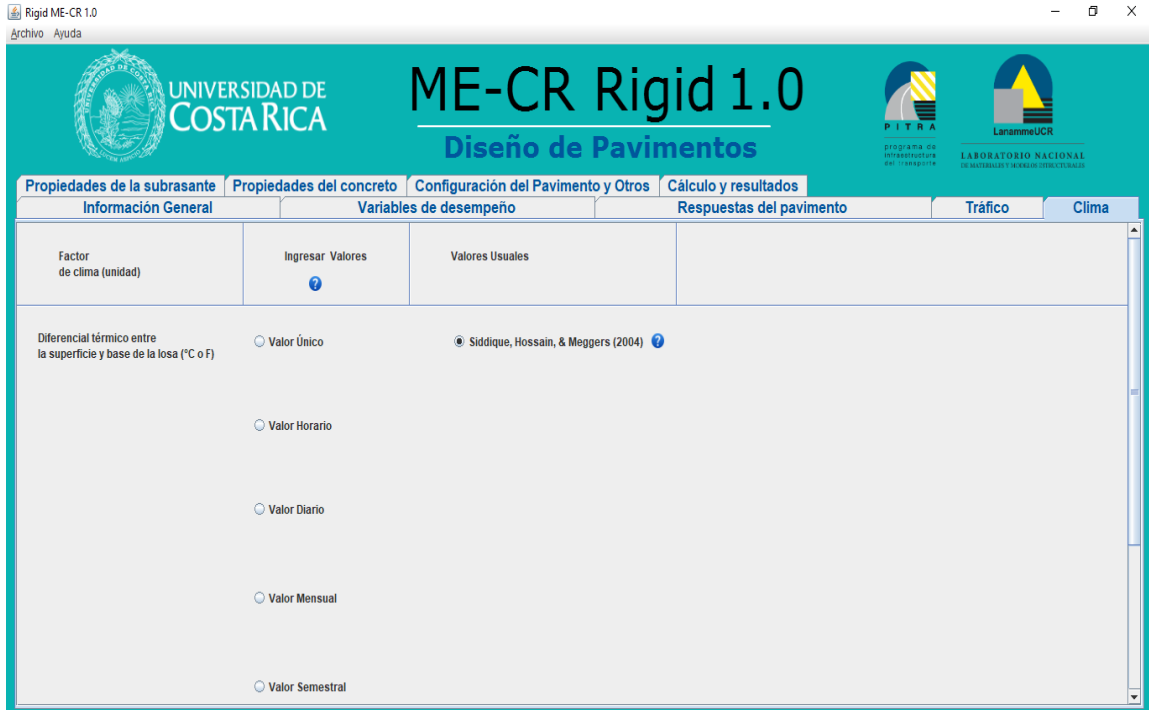 Rigid ME-CR 1.0
Archivo Ayuda
UNIVERSIDAD DE
COSTA RICA
ME-CR Rigid 1.0
Diseño de Pavimentos
PITRA
programa de
infraestructura
del transporte
LanammeUCR
LABORATORIO NACIONAL
DE MATERIALES Y MODELOS ESTRUCTURALES
Propiedades de la subrasante Propiedades del concreto Configuración del Pavimento y Otros Cálculo y resultados
Información General Variables de desempeño Respuestas del pavimento Tráfico Clima
Factor
de clima (unidad)
Ingresar Valores
?
Valores Usuales
Diferencial térmico entre
la superficie y base de la losa (°C o F)
Valor Único
Siddique, Hossain, & Meggers (2004) ?
Valor Horario
Valor Diario
Valor Mensual
Valor Semestral